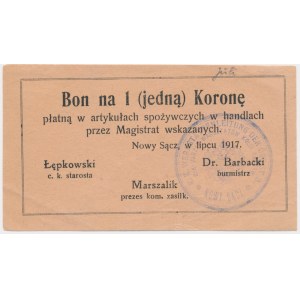 Bon na 1 (jedną) Koronę
płatną w artykułach spożywczych w handlach
przez Magistrat wskazanych.
Nowy Sącz, w lipcu 1917.
Łępkowski
c. k. starosta
Dr. Barbacki
burmistrz
Marszalik
prezes kom. zasiłk.